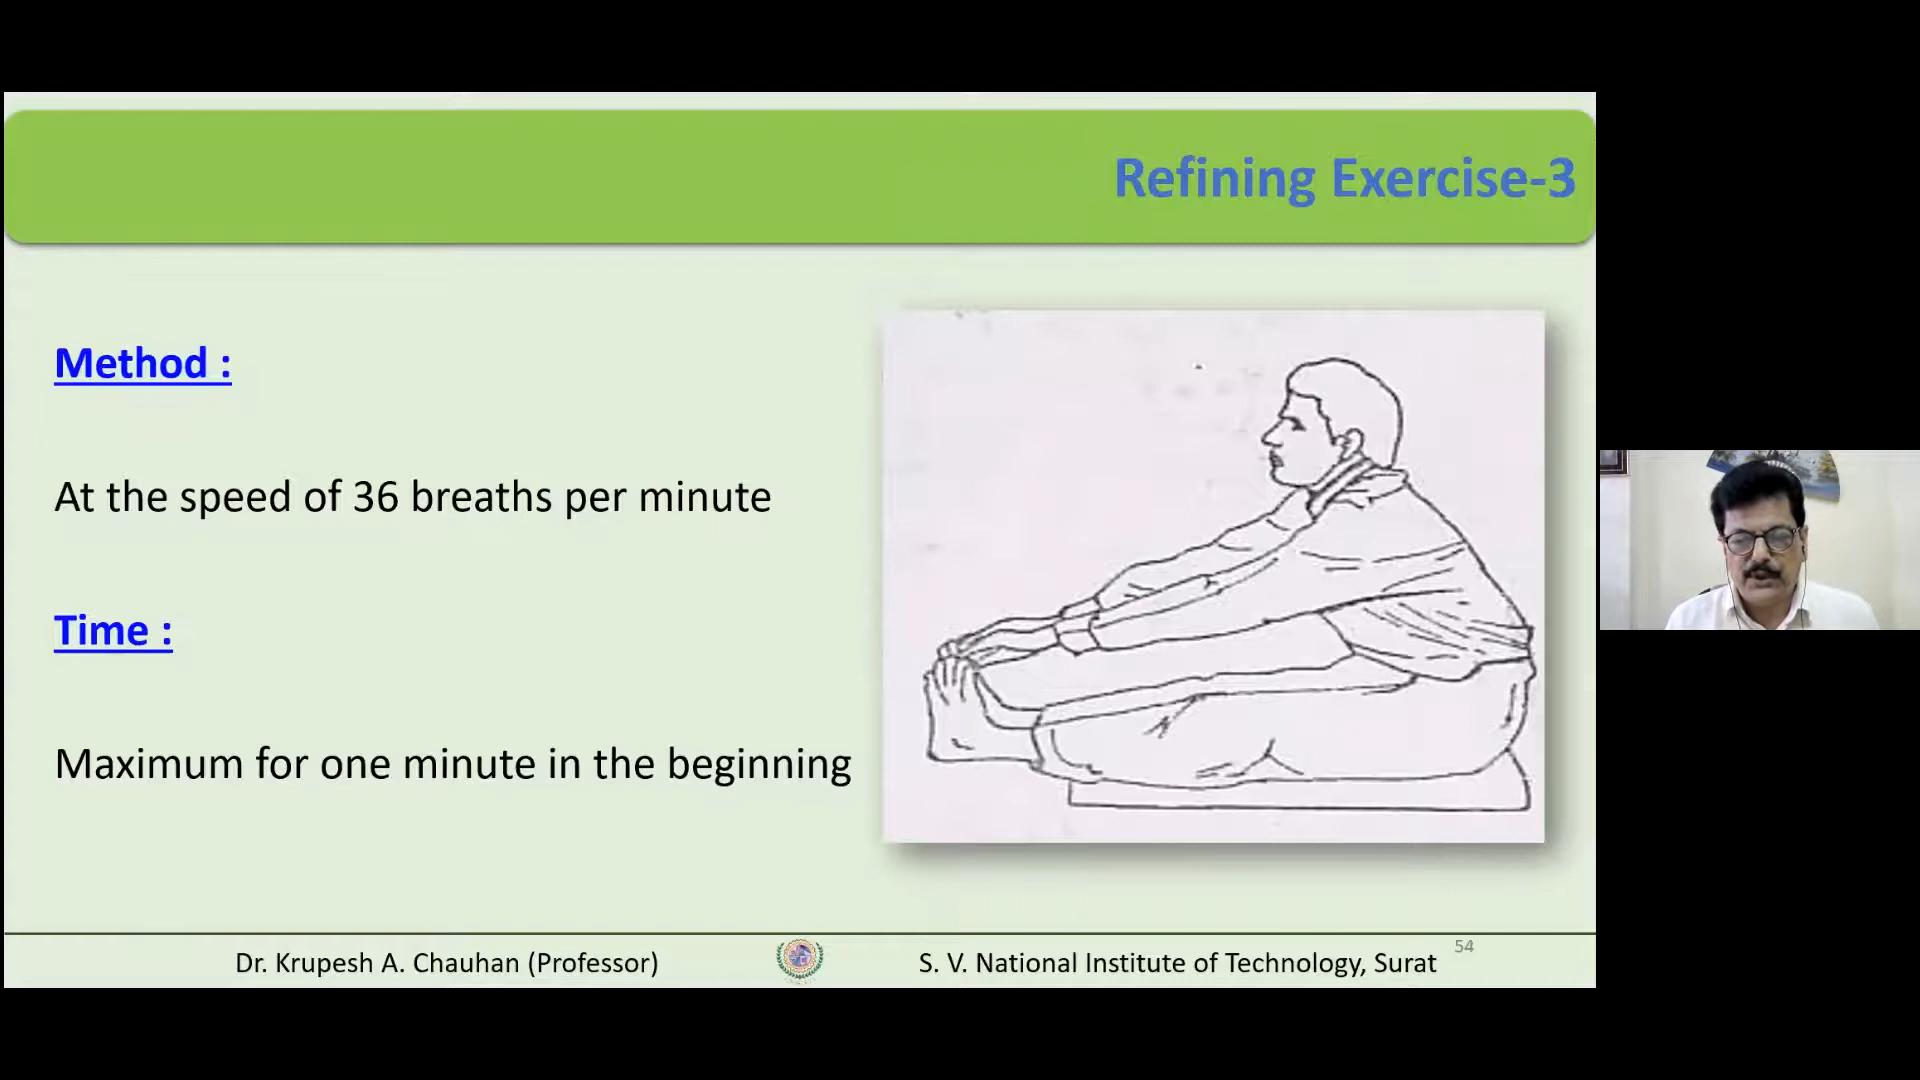 Refining Exercise-3
Method :
At the speed of 36 breaths per minute
Time :
Maximum for one minute in the beginning
Dr. Krupesh A. Chauhan (Professor)
S. V. National Institute of Technology, Surat
54